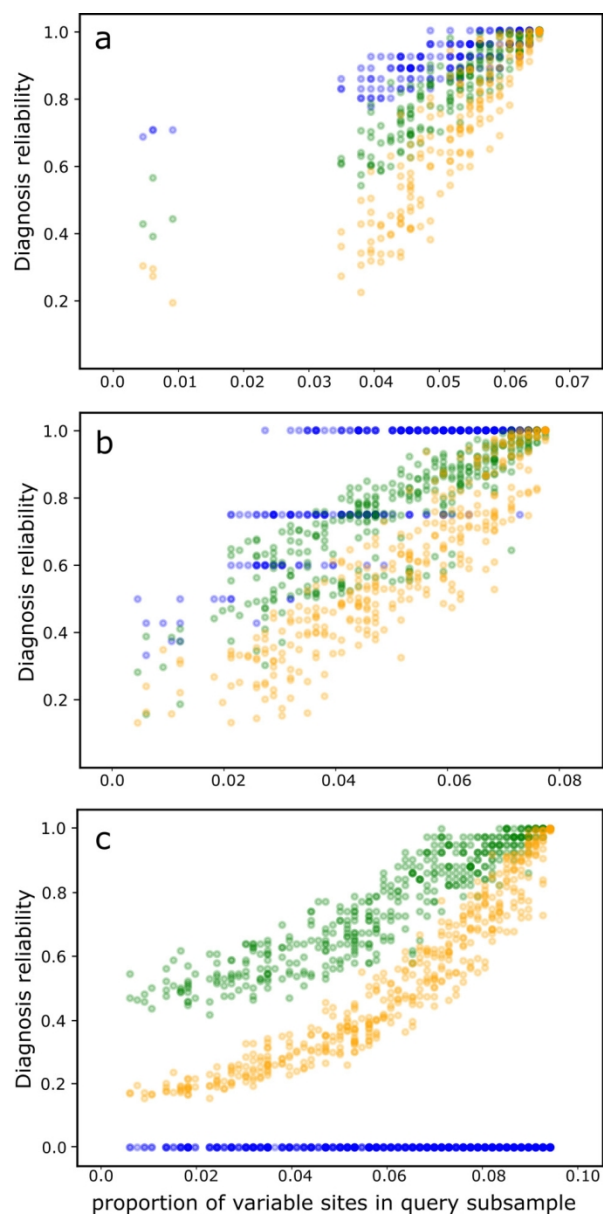 a
Diagnosis reliability
1.0
0.8
0.6
0.4
0.2
0.0 0.01 0.02 0.03 0.04 0.05 0.06 0.07
b
Diagnosis reliability
1.0
0.8
0.6
0.4
0.2
0.0 0.02 0.04 0.06 0.08
c
Diagnosis reliability
1.0
0.8
0.6
0.4
0.2
0.0
0.0 0.02 0.04 0.06 0.08 0.10
proportion of variable sites in query subsample